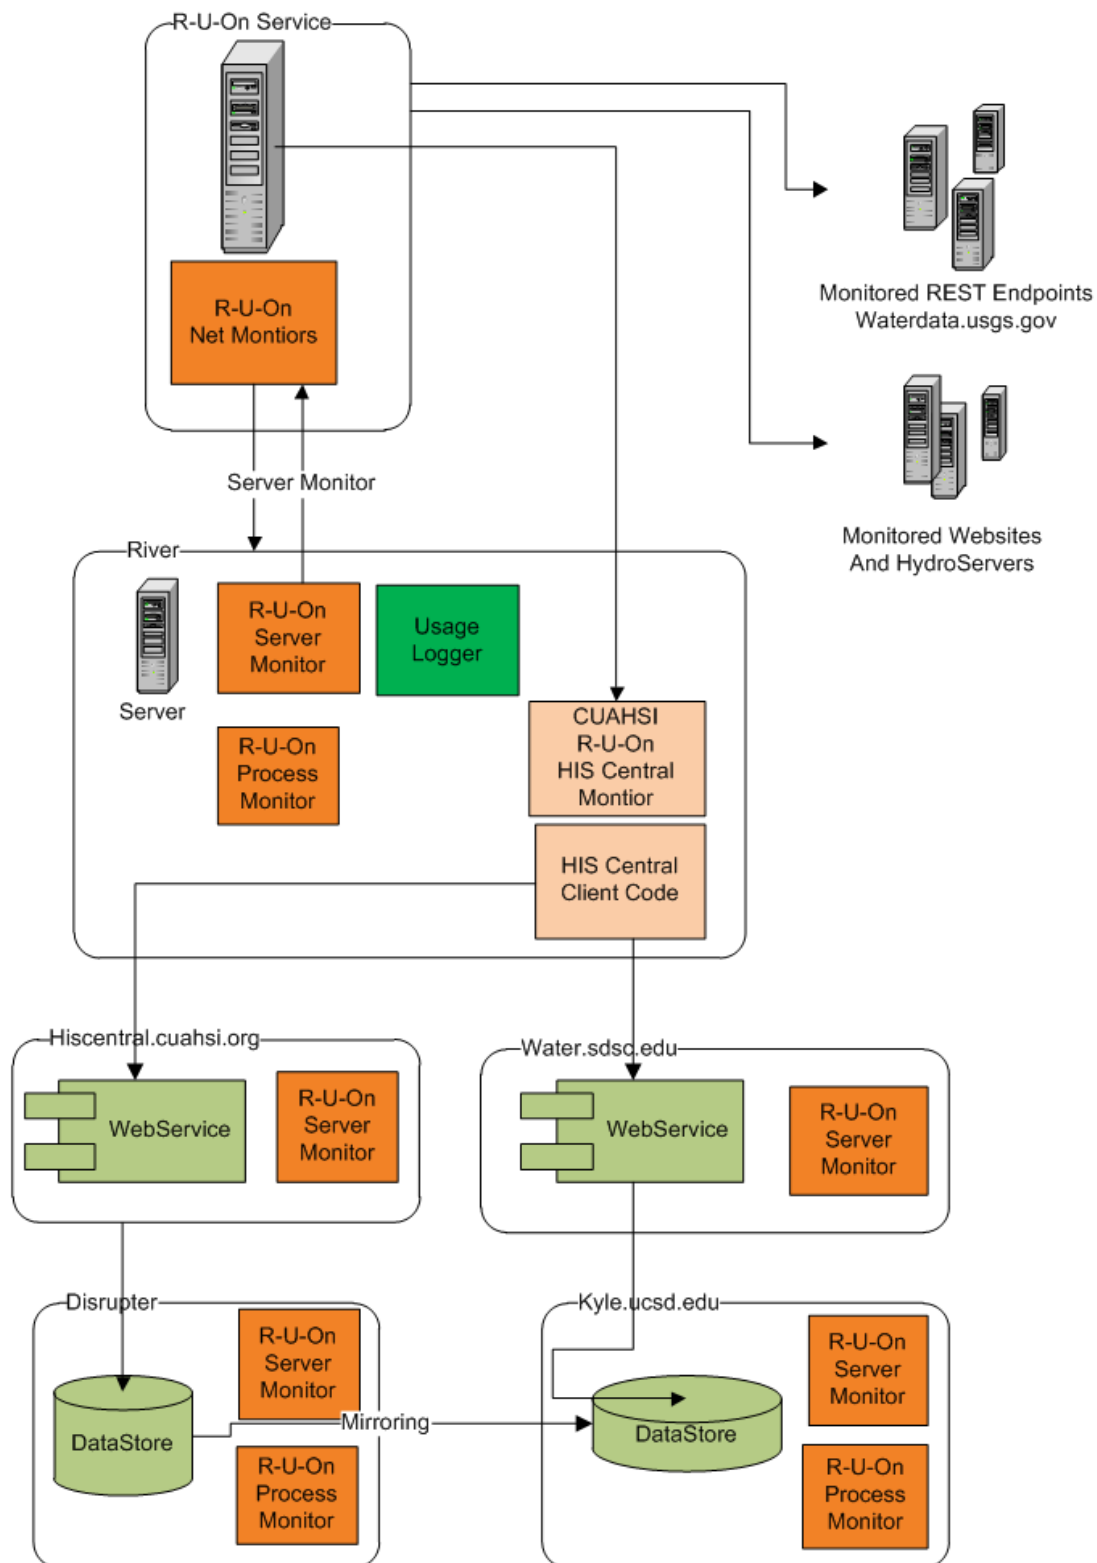 R-U-On Service
R-U-On
Net Montiors
Monitored REST Endpoints
Waterdata.usgs.gov
Server Monitor
Monitored Websites
And HydroServers
River
Server
R-U-On
Server
Monitor
Usage
Logger
R-U-On
Process
Monitor
CUAHSI
R-U-On
HIS Central
Montior
HIS Central
Client Code
Hiscentral.cuahsi.org
WebService
R-U-On
Server
Monitor
Water.sdsc.edu
WebService
R-U-On
Server
Monitor
Disrupter
R-U-On
Server
Monitor
DataStore
R-U-On
Process
Monitor
Mirroring
Kyle.ucsd.edu
DataStore
R-U-On
Server
Monitor
R-U-On
Process
Monitor